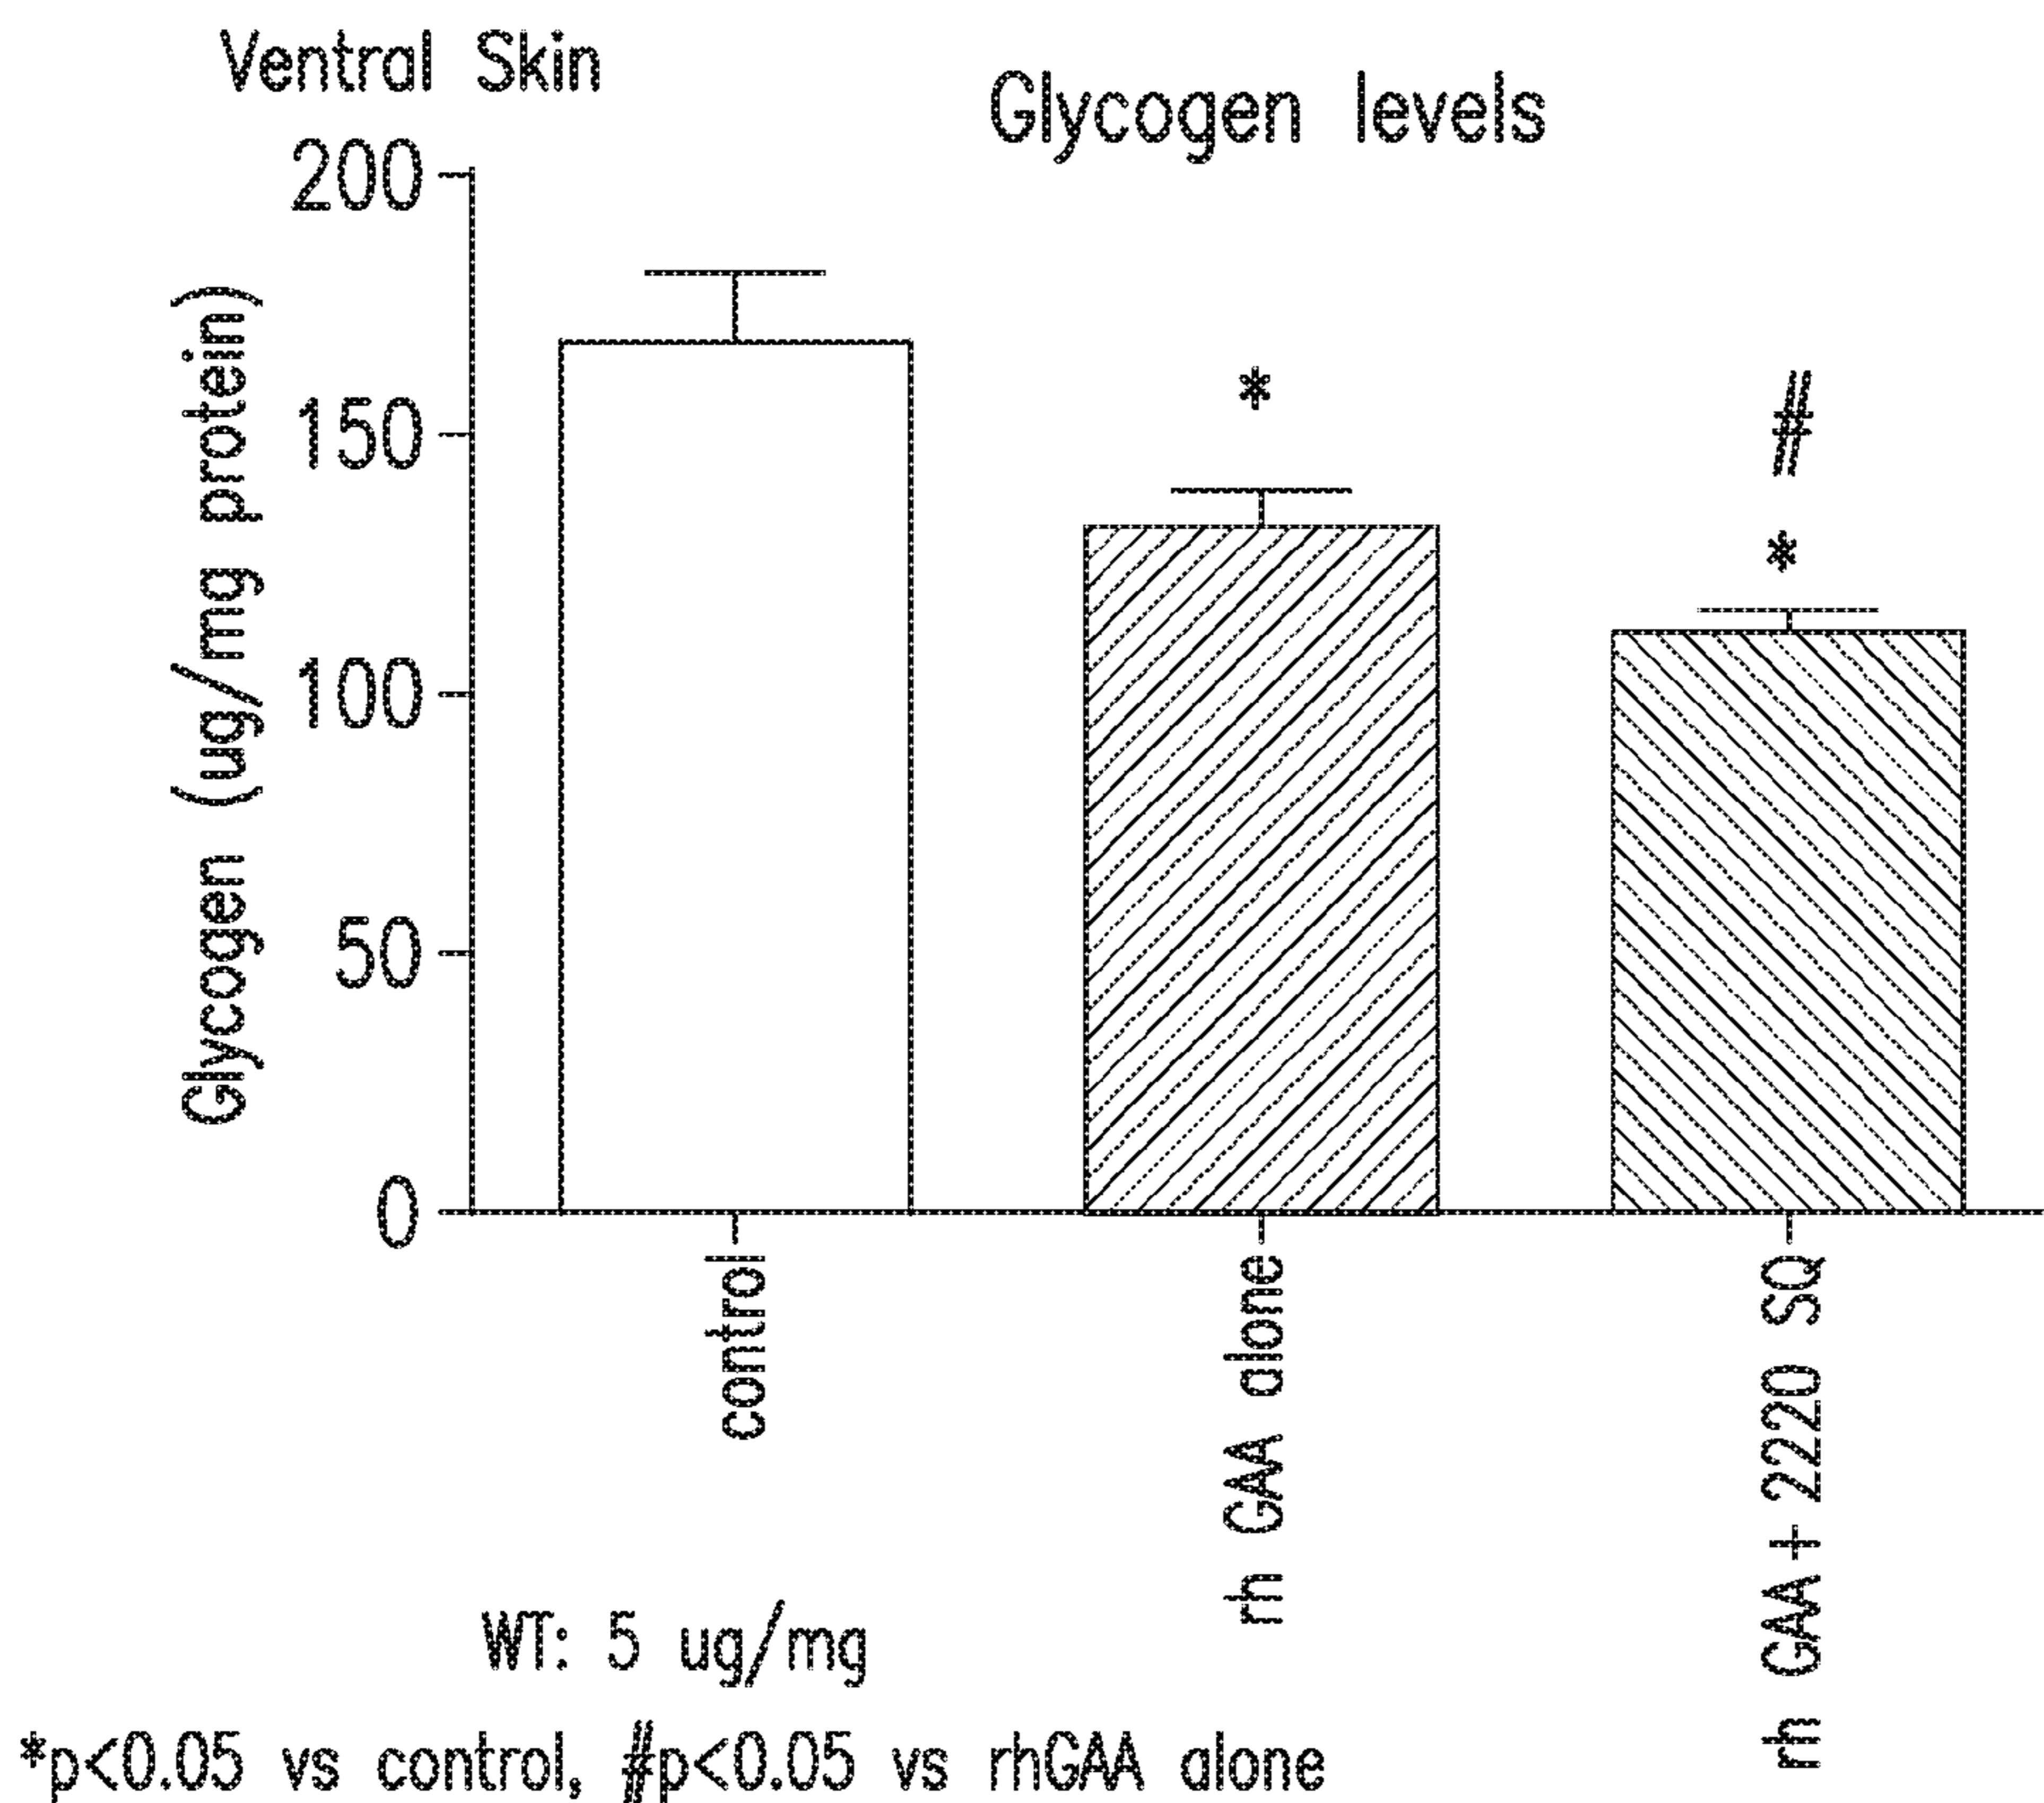 Ventral Skin
Glycogen levels
Glycogen (ug/mg protein)
200
150
100
50
0
*
#
*
control
rh GAA alone
rh GAA+ 2220 SQ
WT: 5 ug/mg
*p<0.05 vs control, #p<0.05 vs rhGAA alone